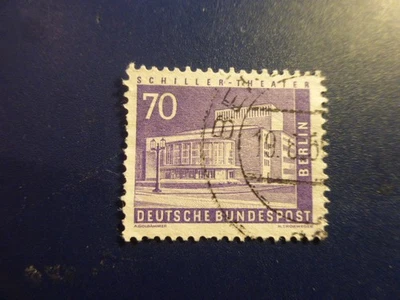 SCHILLER-THEATER
70
BERLIN
DEUTSCHE BUNDESPOST